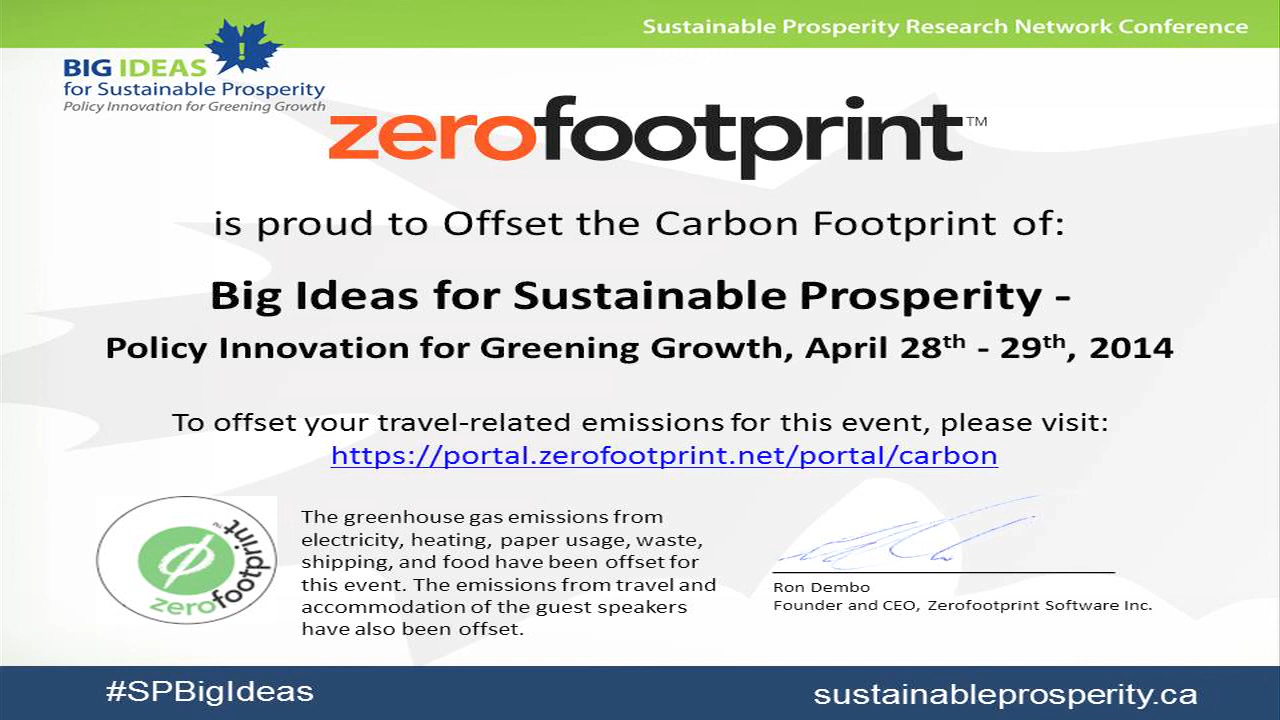 Sustainable Prosperity Research Network Conference
BIG IDEAS
for Sustainable Prosperity
Policy Innovation for Greening Growth
zerofootprint™
is proud to Offset the Carbon Footprint of:
Big Ideas for Sustainable Prosperity -
Policy Innovation for Greening Growth, April 28th - 29th, 2014
To offset your travel-related emissions for this event, please visit:
https://portal.zerofootprint.net/portal/carbon
zerofootprint™
The greenhouse gas emissions from
electricity, heating, paper usage, waste,
shipping, and food have been offset for
this event. The emissions from travel and
accommodation of the guest speakers
have also been offset.
Ron Dembo
Founder and CEO, Zerofootprint Software Inc.
#SPBigIdeas
sustainableprosperity.ca